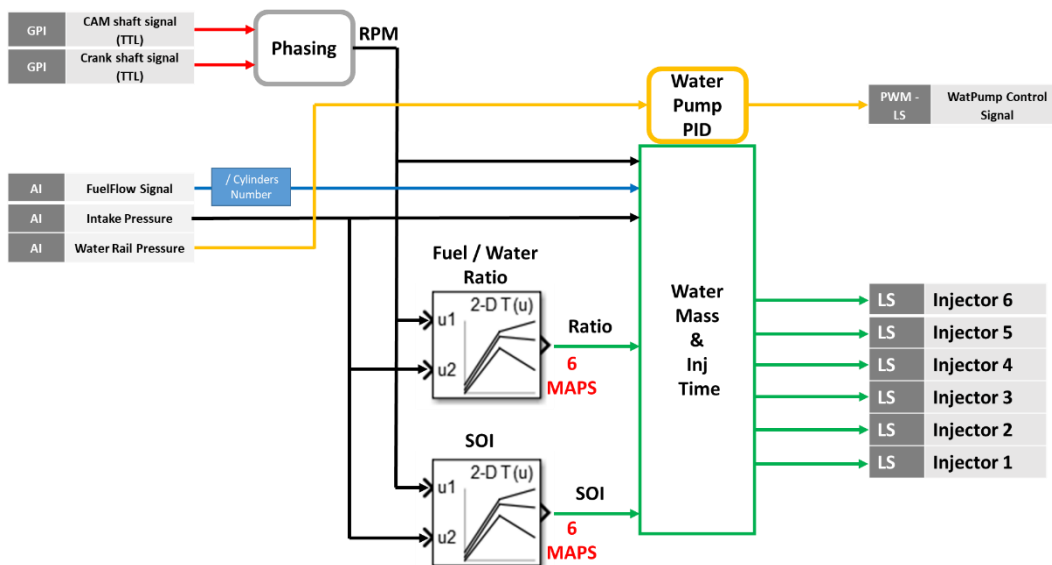 GPI
CAM shaft signal
(TTL)
GPI
Crank shaft signal
(TTL)
Phasing
RPM
Water
Pump
PID
PWM -
LS
WatPump Control
Signal
AI
FuelFlow Signal
/ Cylinders
Number
AI
Intake Pressure
AI
Water Rail Pressure
Fuel / Water
Ratio
2-D T(u)
u1
u2
Ratio
6
MAPS
SOI
2-D T(u)
u1
u2
SOI
6
MAPS
Water
Mass
&
Inj
Time
LS Injector 6
LS Injector 5
LS Injector 4
LS Injector 3
LS Injector 2
LS Injector 1